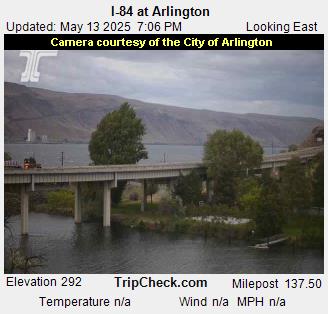 I-84 at Arlington
Updated: May 13 2025 7:06 PM Looking East
Camera courtesy of the City of Arlington
Elevation 292 TripCheck.com Milepost 137.50
Temperature n/a Wind n/a MPH n/a